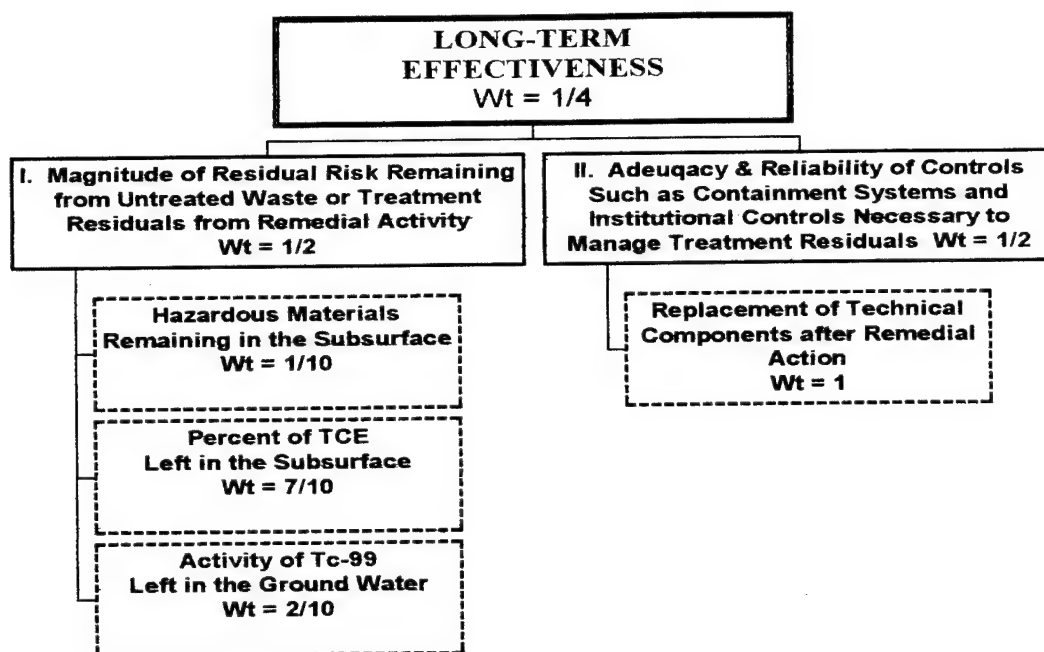 LONG-TERM
EFFECTIVENESS
Wt = 1/4
I. Magnitude of Residual Risk Remaining
from Untreated Waste or Treatment
Residuals from Remedial Activity
Wt = 1/2
II. Adeuqacy & Reliability of Controls
Such as Containment Systems and
Institutional Controls Necessary to
Manage Treatment Residuals Wt = 1/2
Hazardous Materials
Remaining in the Subsurface
Wt = 1/10
Percent of TCE
Left in the Subsurface
Wt = 7/10
Activity of Tc-99
Left in the Ground Water
Wt = 2/10
Replacement of Technical
Components after Remedial
Action
Wt = 1